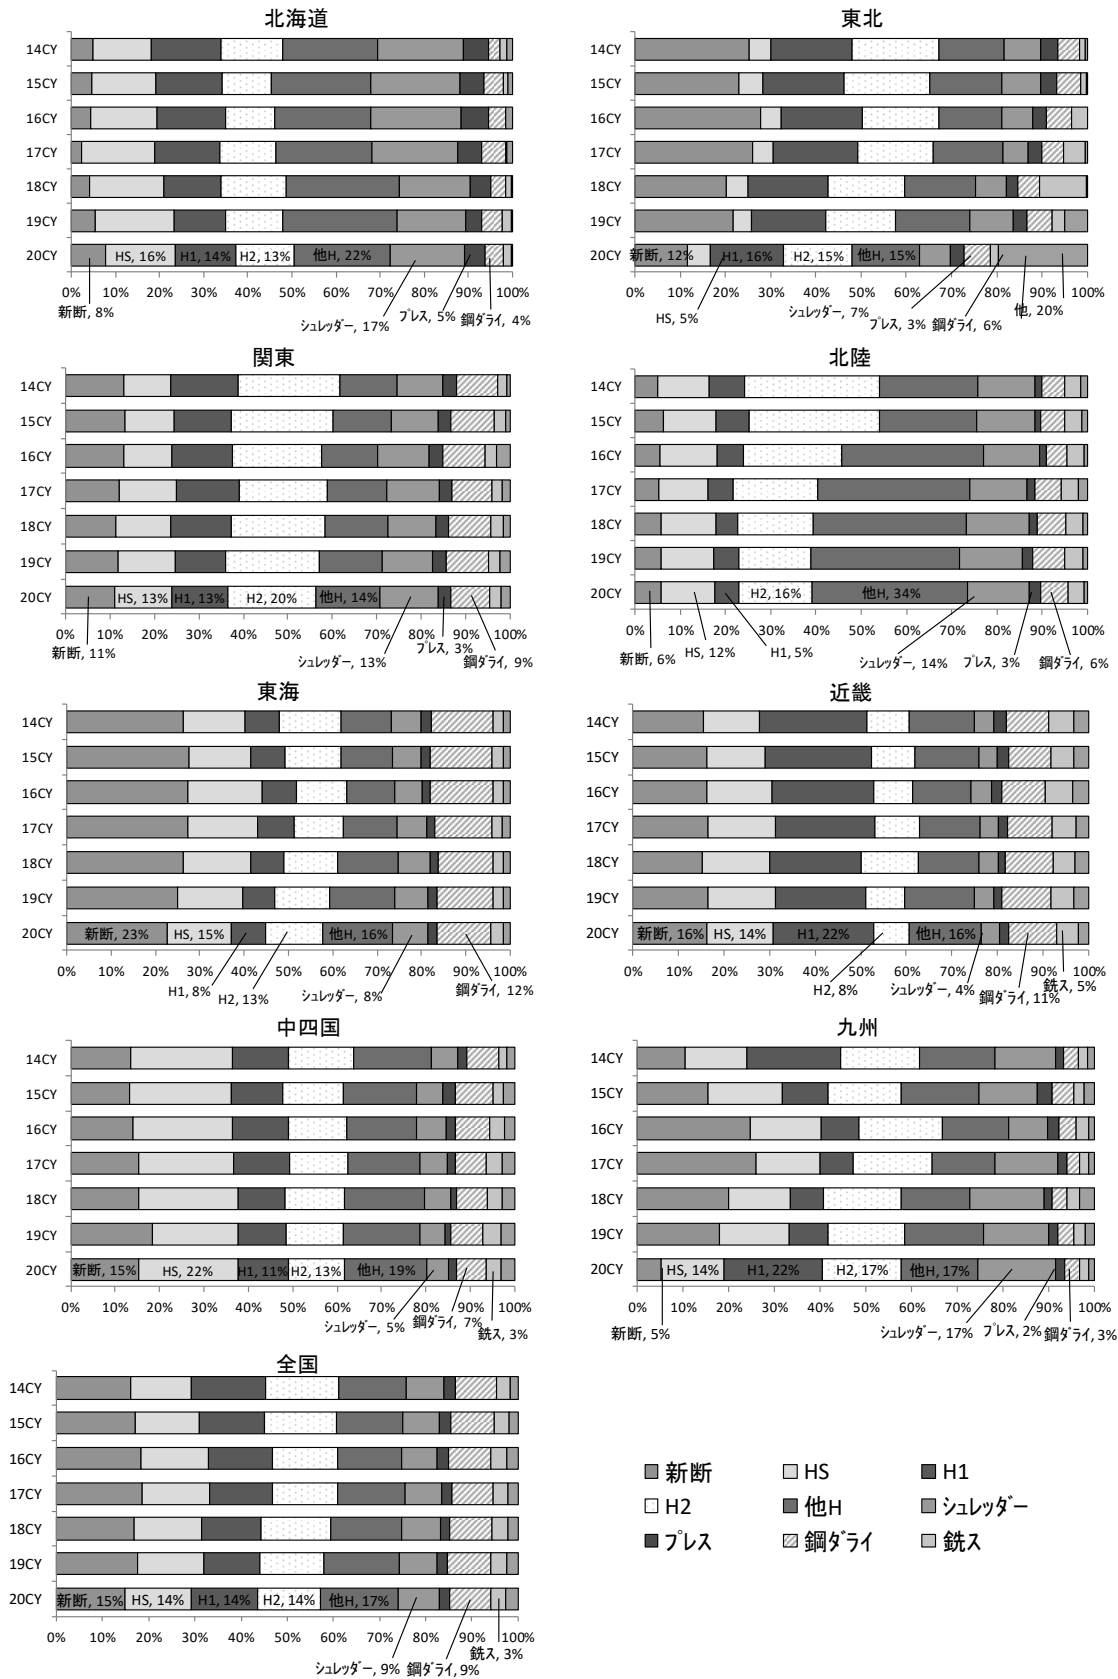 北海道
14CY
15CY
16CY
17CY
18CY
19CY
20CY
HS, 16% H1, 14% H2, 13% 他H, 22%
0% 10% 20% 30% 40% 50% 60% 70% 80% 90% 100%
新断, 8% シュレッダー, 17% プレス, 5% 鋼ダライ, 4%
東北
14CY
15CY
16CY
17CY
18CY
19CY
20CY
新断, 12% H1, 16% H2, 15% 他H, 15%
0% 10% 20% 30% 40% 50% 60% 70% 80% 90% 100%
HS, 5% シュレッダー, 7% プレス, 3% 鋼ダライ, 6% 他, 20%
関東
14CY
15CY
16CY
17CY
18CY
19CY
20CY
HS, 13% H1, 13% H2, 20% 他H, 14%
0% 10% 20% 30% 40% 50% 60% 70% 80% 90% 100%
新断, 11% シュレッダー, 13% プレス, 3% 鋼ダライ, 9%
北陸
14CY
15CY
16CY
17CY
18CY
19CY
20CY
H2, 16% 他H, 34%
0% 10% 20% 30% 40% 50% 60% 70% 80% 90% 100%
新断, 6% HS, 12% H1, 5% シュレッダー, 14% プレス, 3% 鋼ダライ, 6%
東海
14CY
15CY
16CY
17CY
18CY
19CY
20CY
新断, 23% HS, 15% 他H, 16%
0% 10% 20% 30% 40% 50% 60% 70% 80% 90% 100%
H1, 8% H2, 13% シュレッダー, 8% 鋼ダライ, 12%
近畿
14CY
15CY
16CY
17CY
18CY
19CY
20CY
新断, 16% HS, 14% H1, 22% 他H, 16%
0% 10% 20% 30% 40% 50% 60% 70% 80% 90% 100%
H2, 8% シュレッダー, 4% 鋼ダライ, 11% 銑ス, 5%
中四国
14CY
15CY
16CY
17CY
18CY
19CY
20CY
新断, 15% HS, 22% H1, 11% H2, 13% 他H, 19%
0% 10% 20% 30% 40% 50% 60% 70% 80% 90% 100%
シュレッダー, 5% 鋼ダライ, 7% 銑ス, 3%
九州
14CY
15CY
16CY
17CY
18CY
19CY
20CY
HS, 14% H1, 22% H2, 17% 他H, 17%
0% 10% 20% 30% 40% 50% 60% 70% 80% 90% 100%
新断, 5% シュレッダー, 17% プレス, 2% 鋼ダライ, 3%
全国
14CY
15CY
16CY
17CY
18CY
19CY
20CY
新断, 15% HS, 14% H1, 14% H2, 14% 他H, 17%
0% 10% 20% 30% 40% 50% 60% 70% 80% 90% 100%
シュレッダー, 9% 鋼ダライ, 9% 銑ス, 3%
新断 HS H1
H2 他H シュレッダー
プレス 鋼ダライ 銑ス